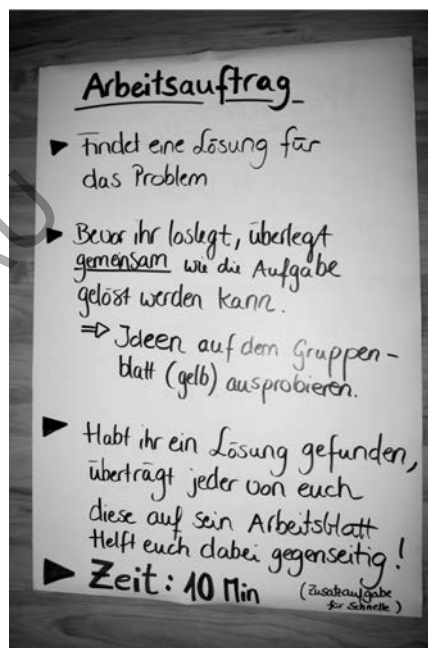 Arbeitsauftrag
► Findet eine Lösung für
das Problem
► Bevor ihr loslegt, überlegt
gemeinsam wie die Aufgabe
gelöst werden kann.
=> Ideen auf dem Gruppen-
blatt (gelb) ausprobieren.
► Habt ihr ein Lösung gefunden,
überträgt jeder von euch
diese auf sein Arbeitsblatt
Helft euch dabei gegenseitig!
► Zeit: 10 Min (Zusatzaufgabe
für Schnelle)